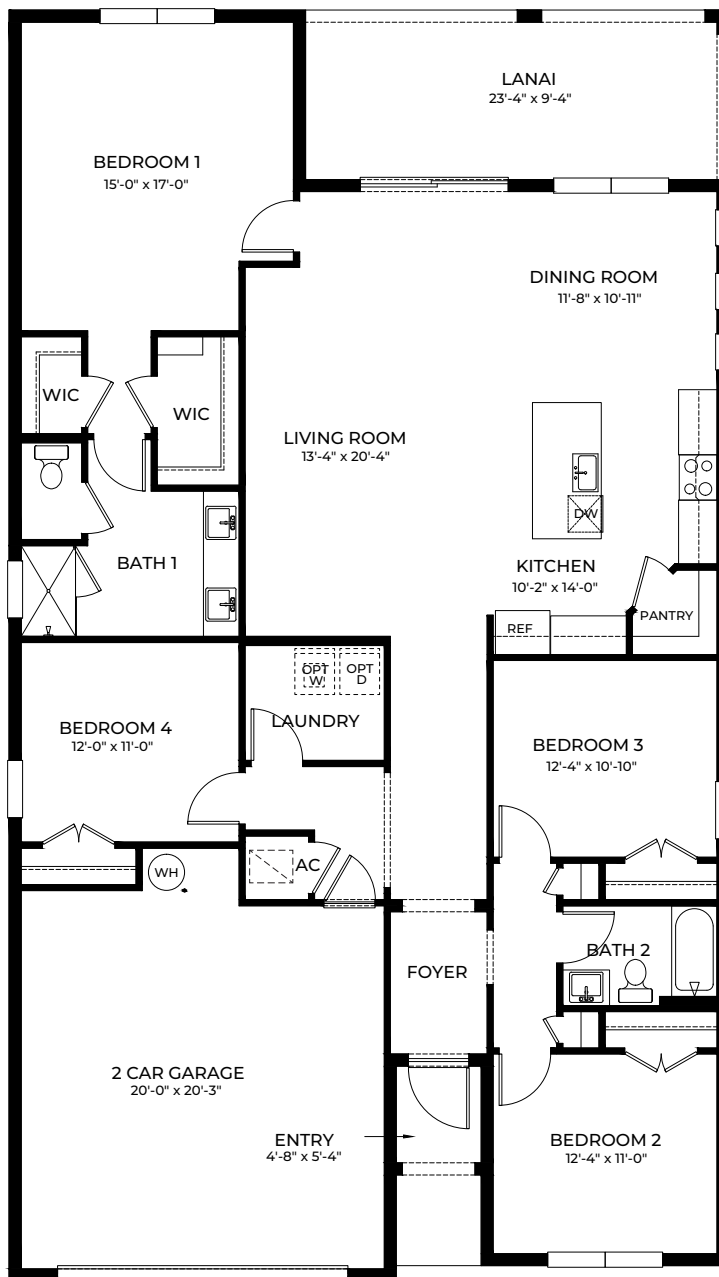 LANAI
23'-4" x 9'-4"
BEDROOM 1
15'-0" x 17'-0"
DINING ROOM
11'-8" x 10'-11"
WIC
WIC
LIVING ROOM
13'-4" x 20'-4"
DW
BATH 1
KITCHEN
10'-2" x 14'-0"
PANTRY
REF
OPT
W
OPT
D
LAUNDRY
BEDROOM 4
12'-0" x 11'-0"
BEDROOM 3
12'-4" x 10'-10"
AC
WH
BATH 2
FOYER
2 CAR GARAGE
20'-0" x 20'-3"
ENTRY
4'-8" x 5'-4"
BEDROOM 2
12'-4" x 11'-0"